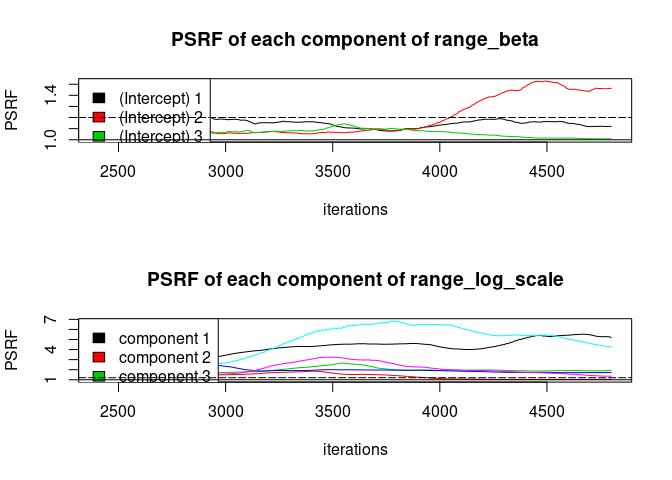 PSRF of each component of range_beta
PSRF
1.0 1.4
(Intercept) 1
(Intercept) 2
(Intercept) 3
2500 3000 3500 4000 4500
iterations
PSRF of each component of range_log_scale
PSRF
7
4
1
component 1
component 2
component 3
2500 3000 3500 4000 4500
iterations